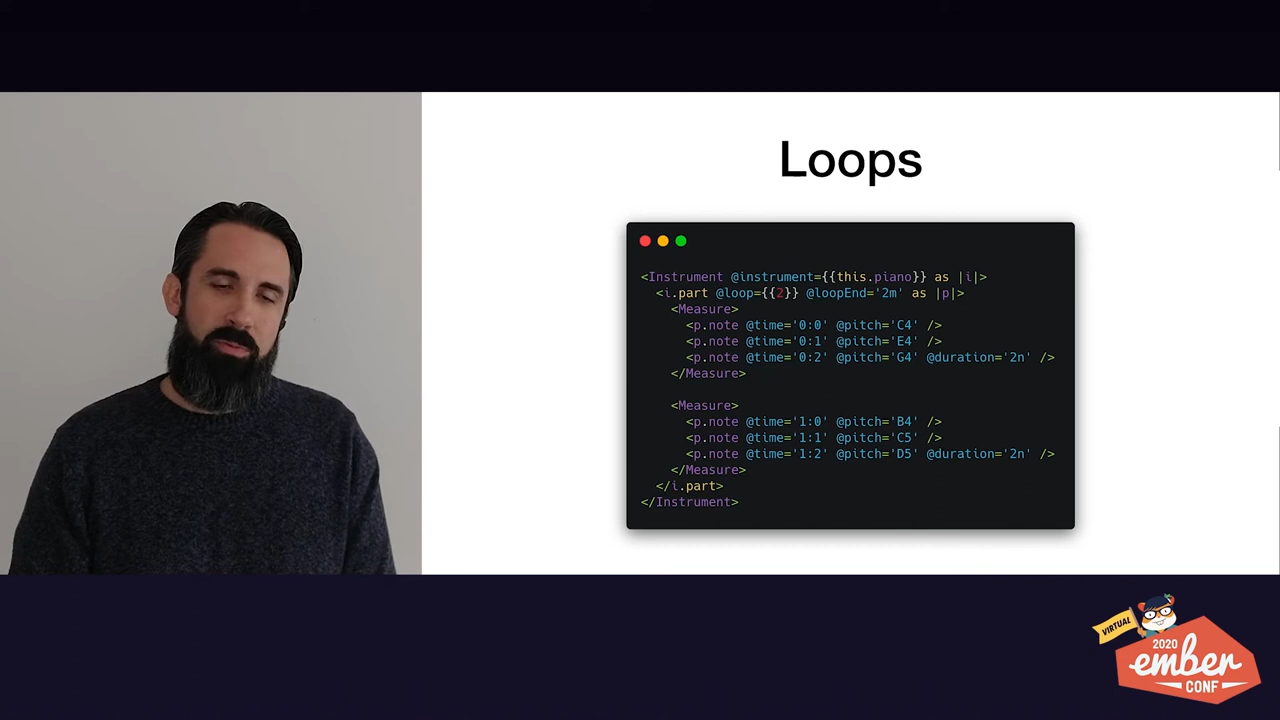 Loops
<Instrument @instrument={{this.piano}} as |i|>
<i.part @loop={{2}} @loopEnd='2m' as |p|>
<Measure>
<p.note @time='0:0' @pitch='C4' />
<p.note @time='0:1' @pitch='E4' />
<p.note @time='0:2' @pitch='G4' @duration='2n' />
</Measure>
<Measure>
<p.note @time='1:0' @pitch='B4' />
<p.note @time='1:1' @pitch='C5' />
<p.note @time='1:2' @pitch='D5' @duration='2n' />
</Measure>
</i.part>
</Instrument>
VIRTUAL
2020
ember
CONF